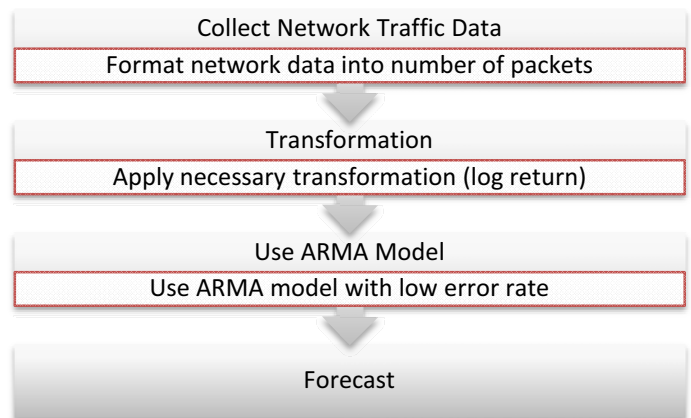 Collect Network Traffic Data
Format network data into number of packets
Transformation
Apply necessary transformation (log return)
Use ARMA Model
Use ARMA model with low error rate
Forecast